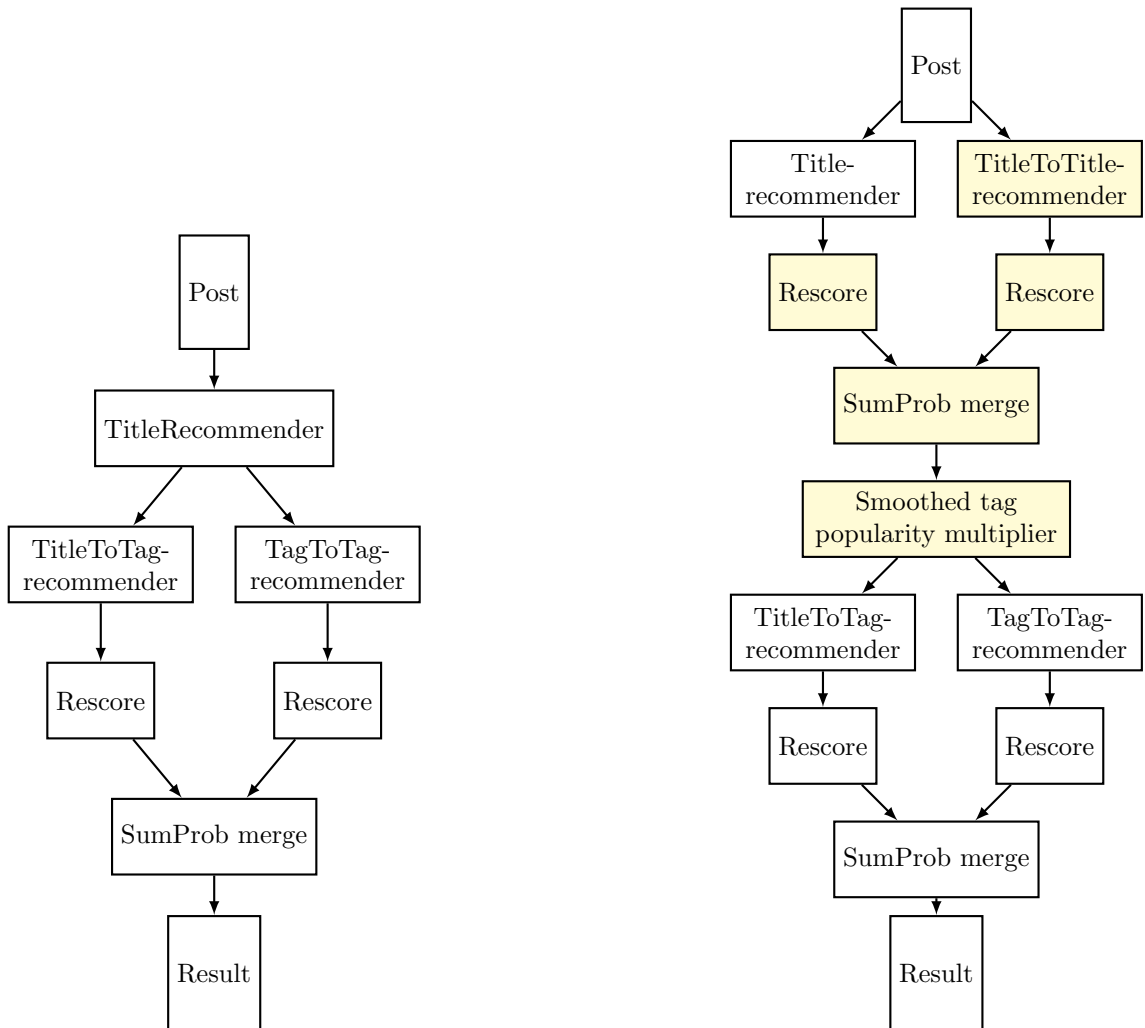 Post
TitleRecommender
TitleToTag-
recommender
TagToTag-
recommender
Rescore
Rescore
SumProb merge
Result
Post
Title-
recommender
TitleToTitle-
recommender
Rescore
Rescore
SumProb merge
Smoothed tag
popularity multiplier
TitleToTag-
recommender
TagToTag-
recommender
Rescore
Rescore
SumProb merge
Result